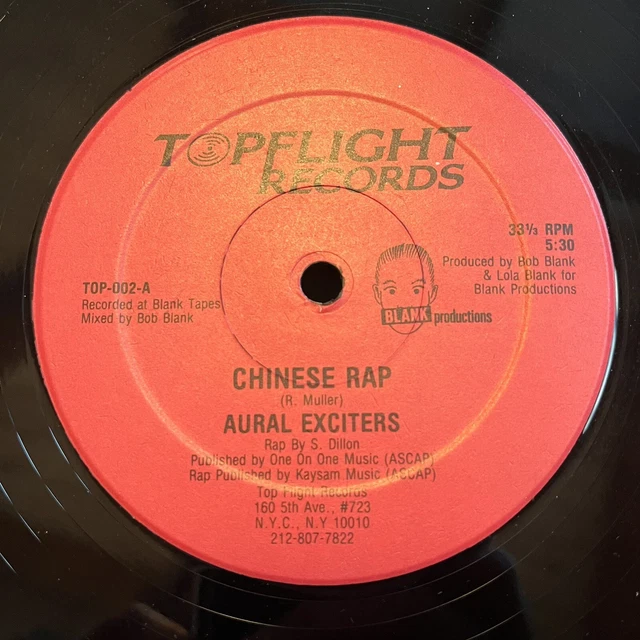 TOPFLIGHT
RECORDS
33⅓ RPM
5:30
Produced by Bob Blank
& Lola Blank for
Blank Productions
TOP-002-A
Recorded at Blank Tapes
Mixed by Bob Blank
BLANK productions
CHINESE RAP
(R. Muller)
AURAL EXCITERS
Rap By S. Dillon
Published by One On One Music (ASCAP)
Rap Published by Kaysam Music (ASCAP)
Top Flight Records
160 5th Ave., #723
N.Y.C., N.Y 10010
212-807-7822